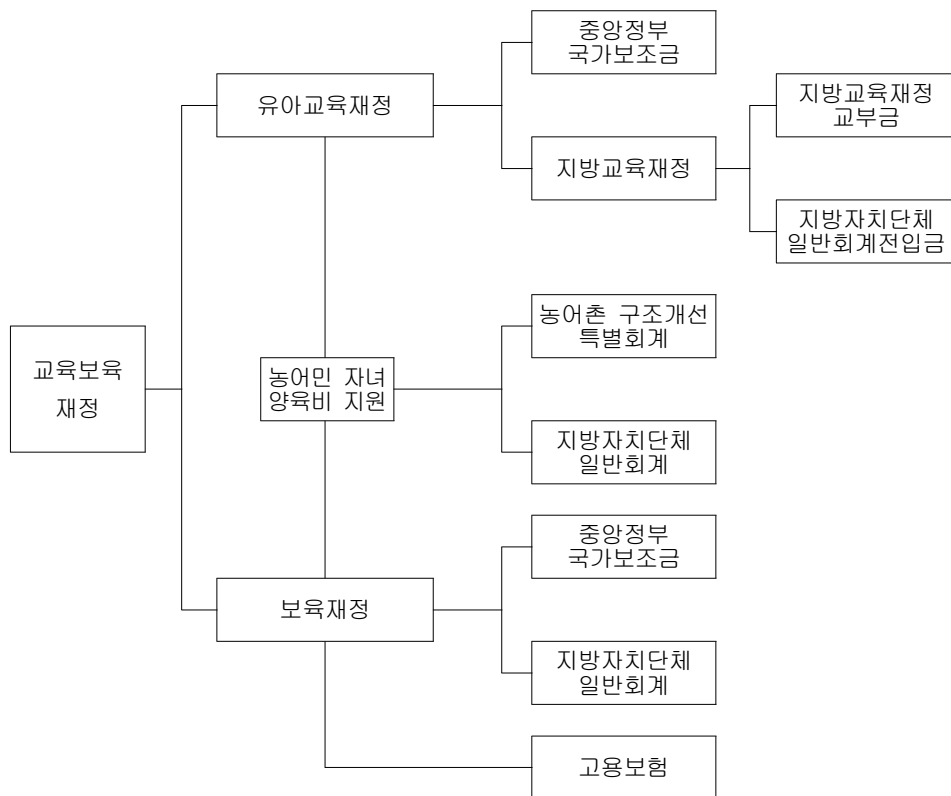 중앙정부
국가보조금
유아교육재정
지방교육재정
교부금
지방교육재정
지방자치단체
일반회계전입금
농어촌 구조개선
특별회계
교육보육
재정
농어민 자녀
양육비 지원
지방자치단체
일반회계
중앙정부
국가보조금
보육재정
지방자치단체
일반회계
고용보험